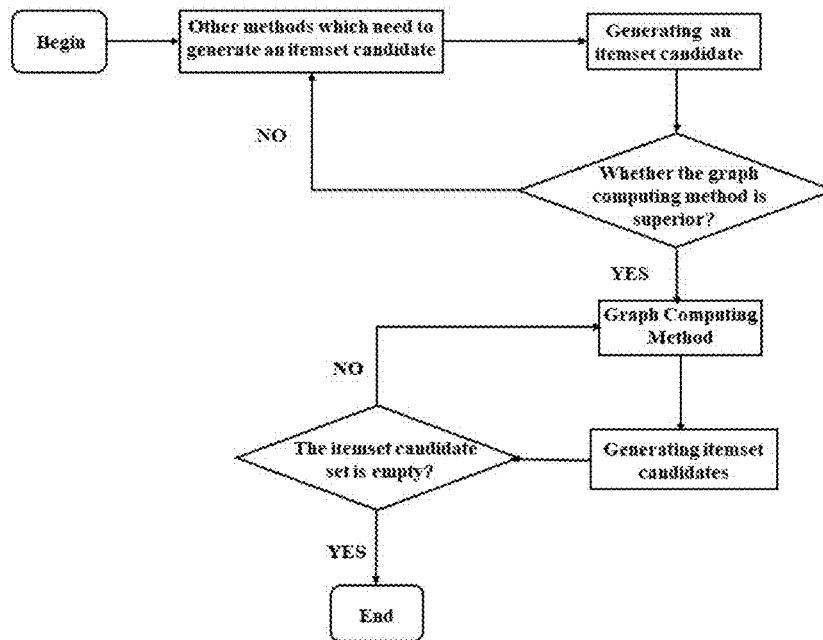 Begin
Other methods which need to
generate an itemset candidate
Generating an
itemset candidate
NO
Whether the graph
computing method is
superior?
YES
Graph Computing
Method
NO
The itemset candidate
set is empty?
Generating itemset
candidates
YES
End